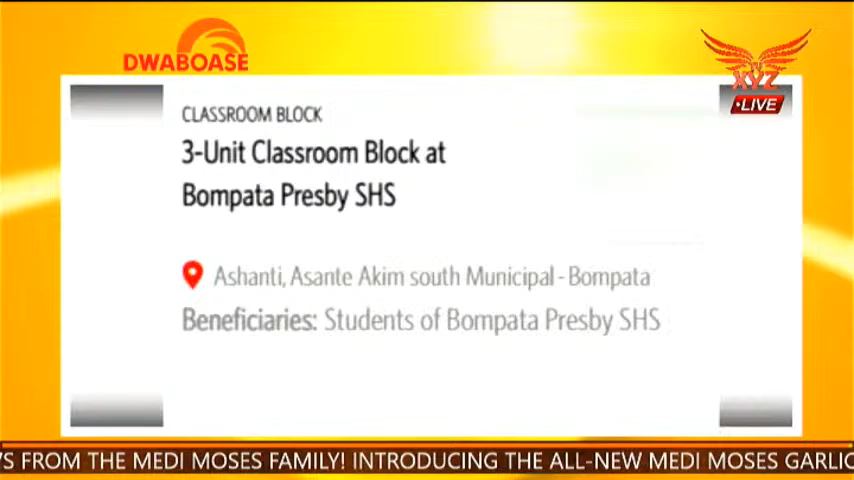 DWABOASE
XYZ
•LIVE
CLASSROOM BLOCK
3-Unit Classroom Block at
Bompata Presby SHS
Ashanti, Asante Akim south Municipal - Bompata
Beneficiaries: Students of Bompata Presby SHS
'S FROM THE MEDI MOSES FAMILY! INTRODUCING THE ALL-NEW MEDI MOSES GARLIC